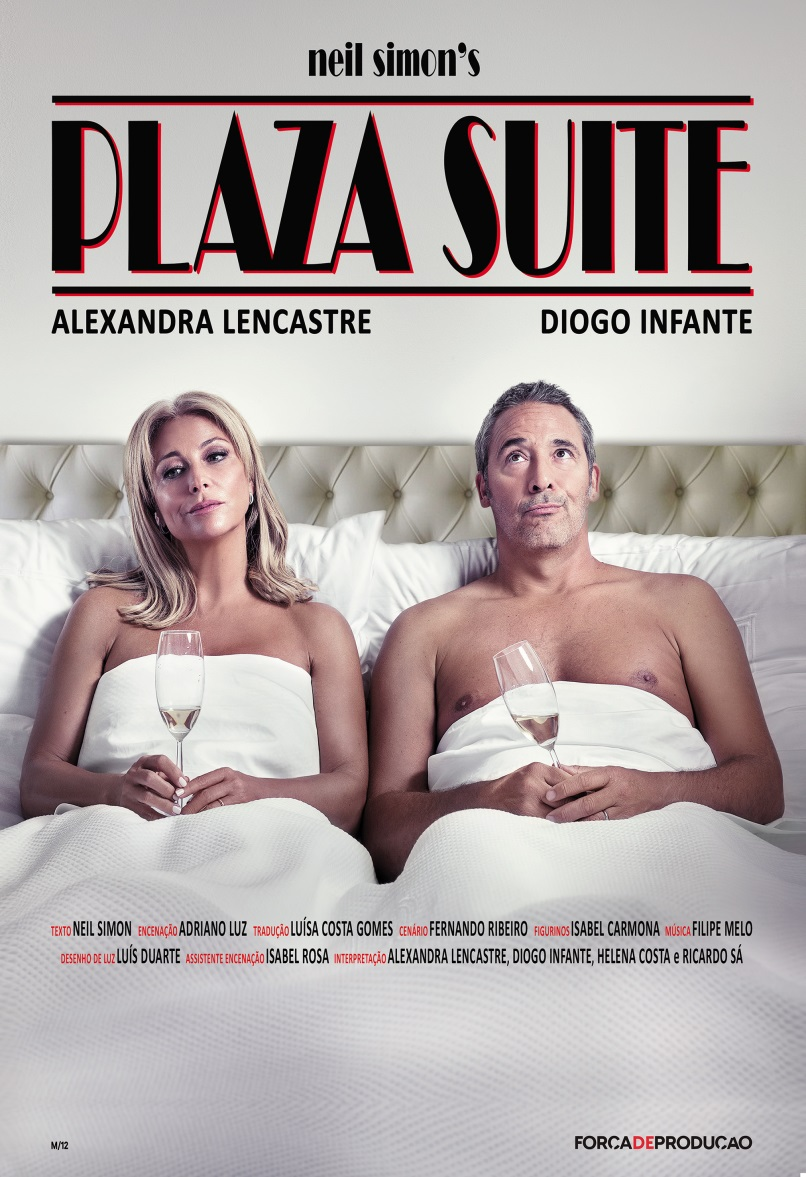 neil simon's
PLAZA SUITE
ALEXANDRA LENCASTRE DIOGO INFANTE
TEXTO NEIL SIMON ENCENAÇÃO ADRIANO LUZ TRADUÇÃO LUÍSA COSTA GOMES CENÁRIO FERNANDO RIBEIRO FIGURINOS ISABEL CARMONA MÚSICA FILIPE MELO
DESENHO DE LUZ LUÍS DUARTE ASSISTENTE ENCENAÇÃO ISABEL ROSA INTERPRETAÇÃO ALEXANDRA LENCASTRE, DIOGO INFANTE, HELENA COSTA e RICARDO SÁ
M/12 FORCADEPRODUCAO